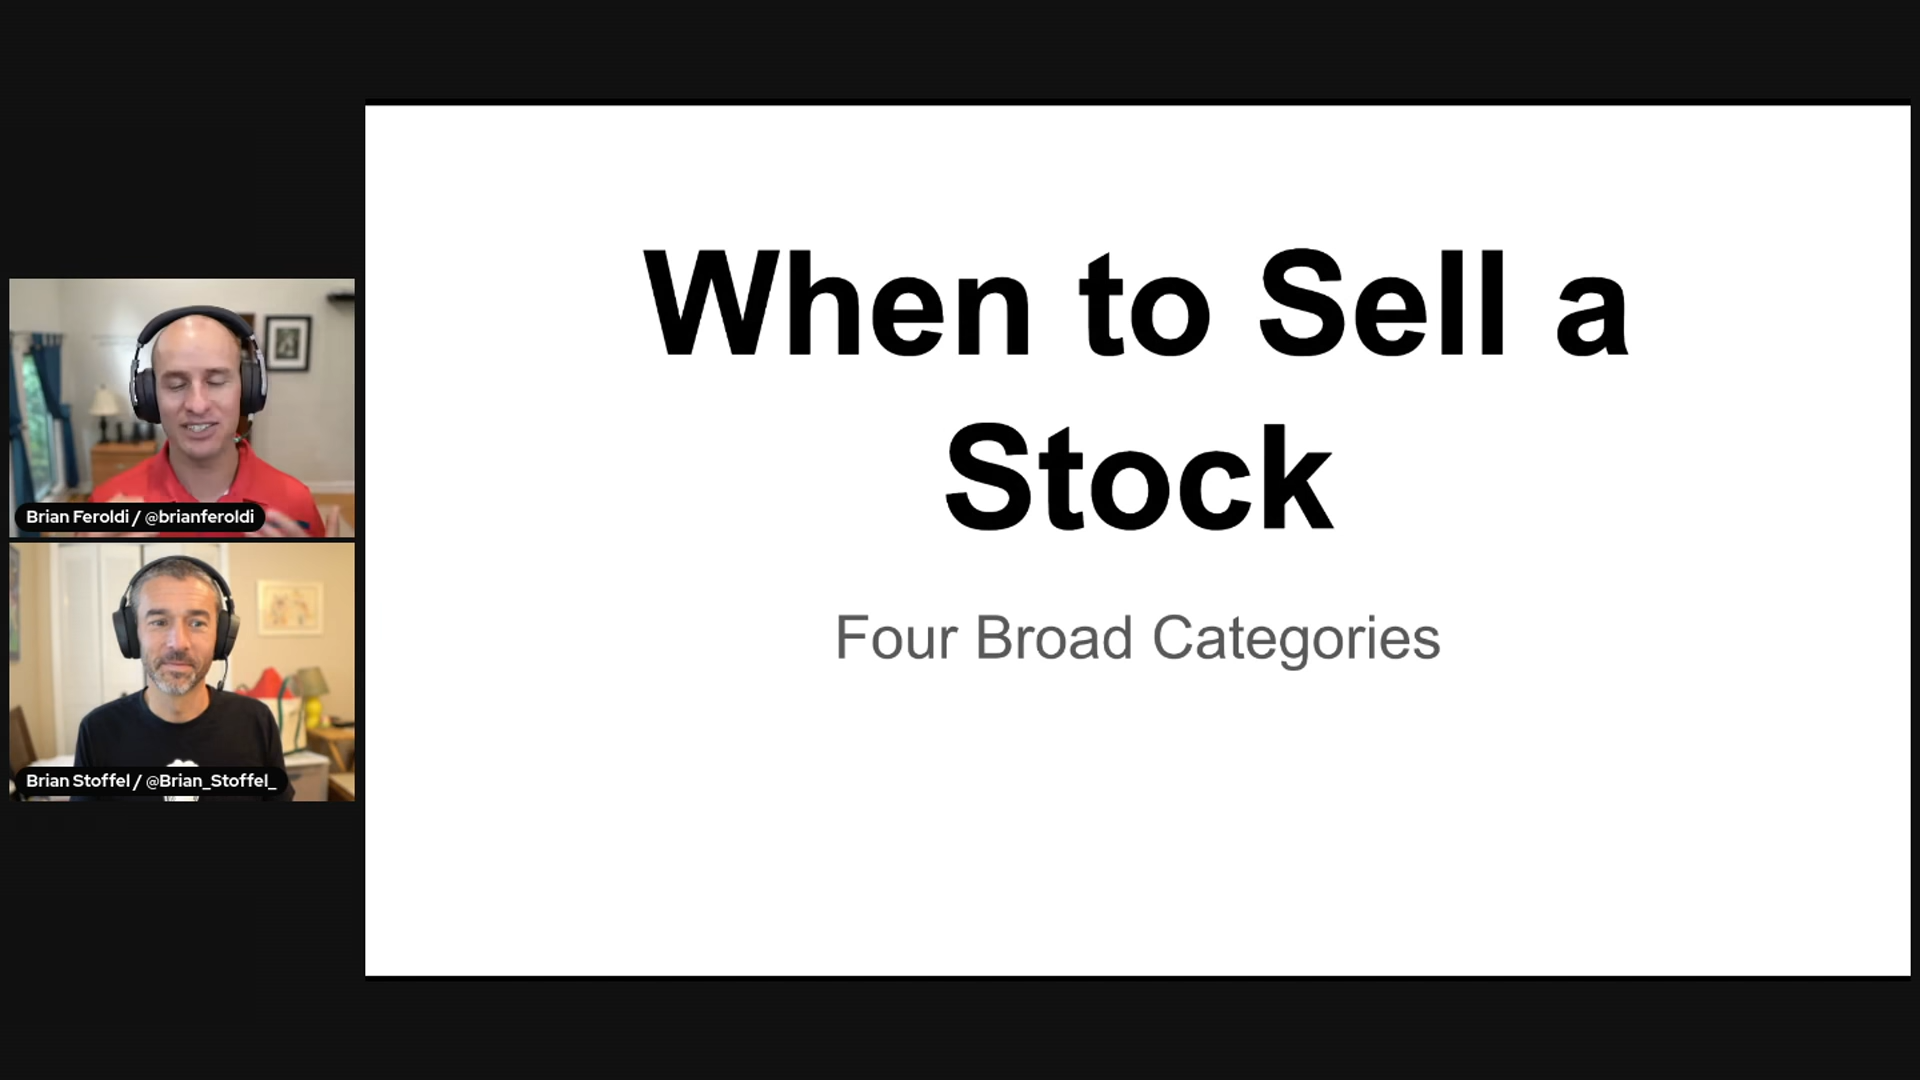 When to Sell a
Stock
Four Broad Categories
Brian Feroldi / @brianferoldi
Brian Stoffel / @Brian_Stoffel_